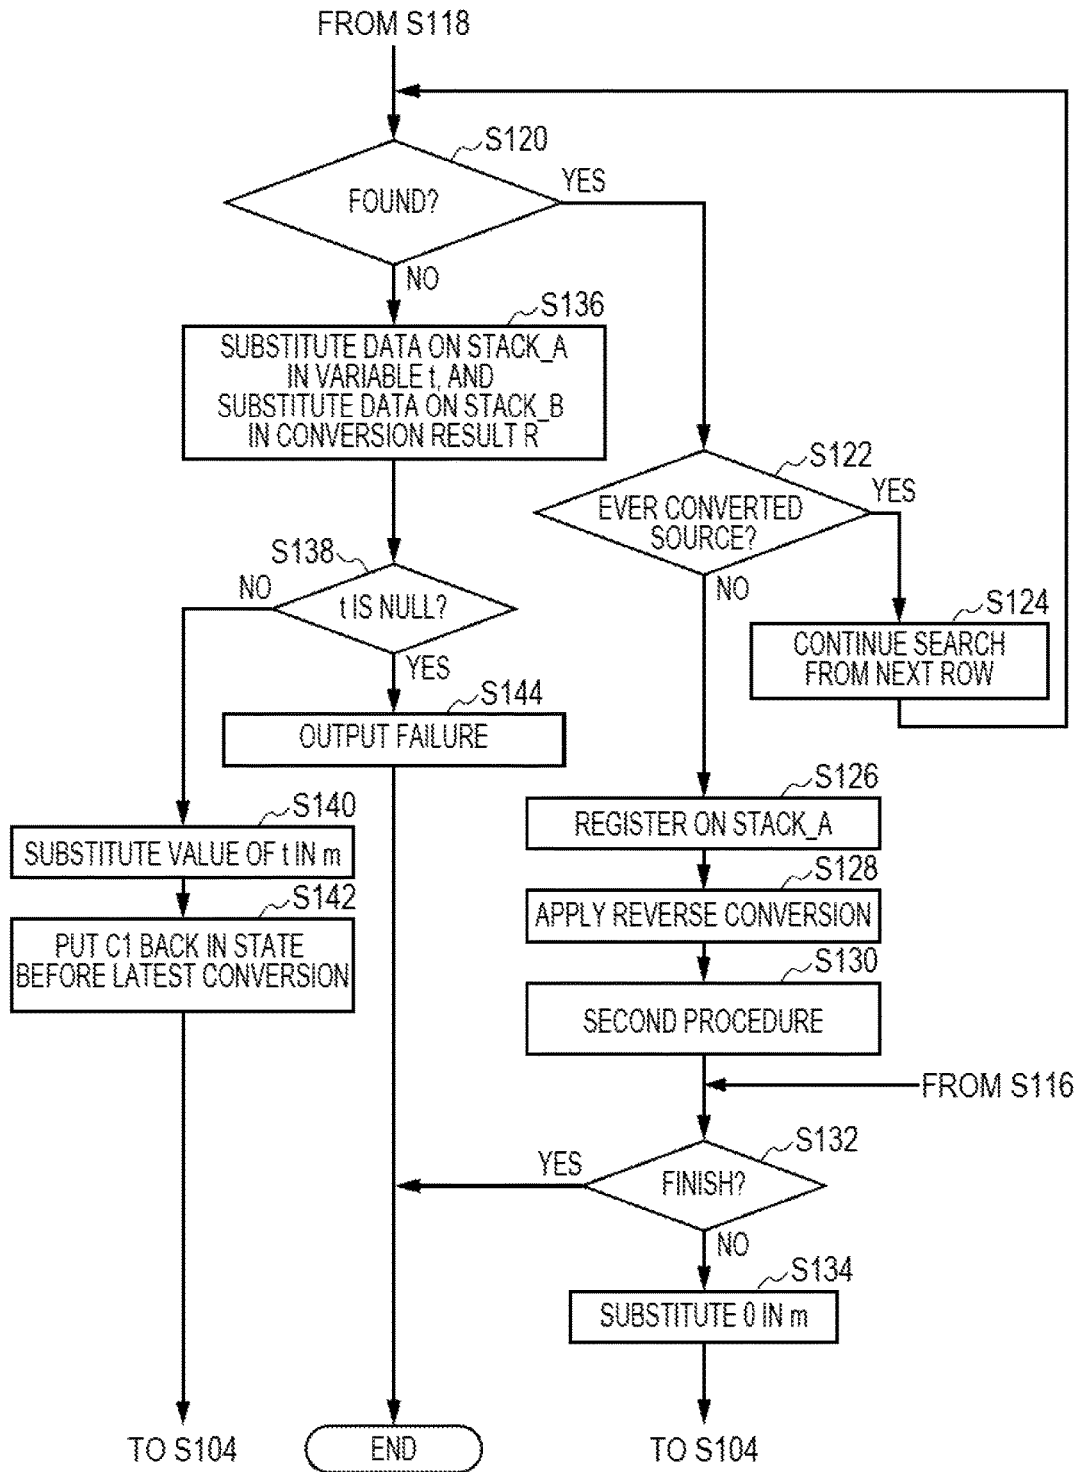 FROM S118
S120
YES
FOUND?
NO
S136
SUBSTITUTE DATA ON STACK_A
IN VARIABLE t, AND
SUBSTITUTE DATA ON STACK_B
IN CONVERSION RESULT R
S122
YES
EVER CONVERTED
SOURCE?
NO
S138
NO
t IS NULL?
YES
S124
CONTINUE SEARCH
FROM NEXT ROW
S144
OUTPUT FAILURE
S126
REGISTER ON STACK_A
S140
SUBSTITUTE VALUE OF t IN m
S128
APPLY REVERSE CONVERSION
S142
PUT C1 BACK IN STATE
BEFORE LATEST CONVERSION
S130
SECOND PROCEDURE
FROM S116
S132
YES
FINISH?
NO
S134
SUBSTITUTE 0 IN m
TO S104
END
TO S104